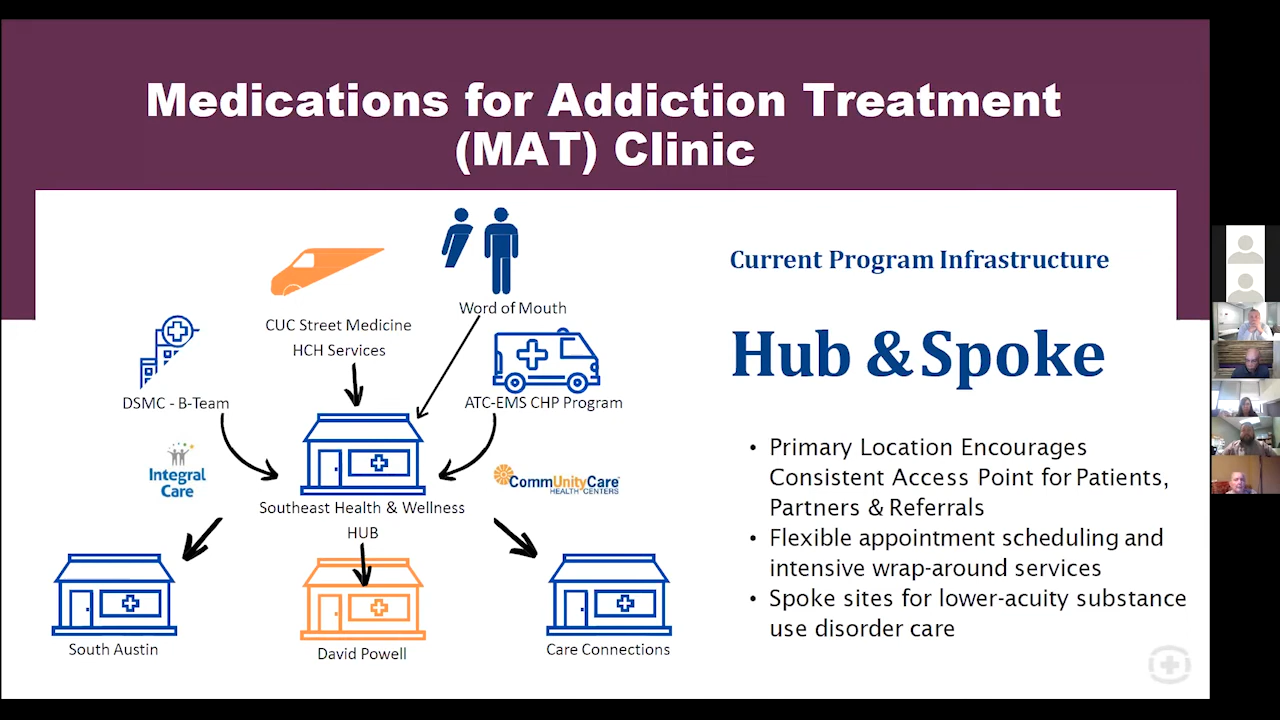 Medications for Addiction Treatment
(MAT) Clinic
Word of Mouth
CUC Street Medicine
HCH Services
DSMC - B-Team
ATC-EMS CHP Program
Integral
Care
CommUnityCare
HEALTH CENTERS
Southeast Health & Wellness
HUB
South Austin
David Powell
Care Connections
Current Program Infrastructure
Hub & Spoke
• Primary Location Encourages
Consistent Access Point for Patients,
Partners & Referrals
• Flexible appointment scheduling and
intensive wrap-around services
• Spoke sites for lower-acuity substance
use disorder care